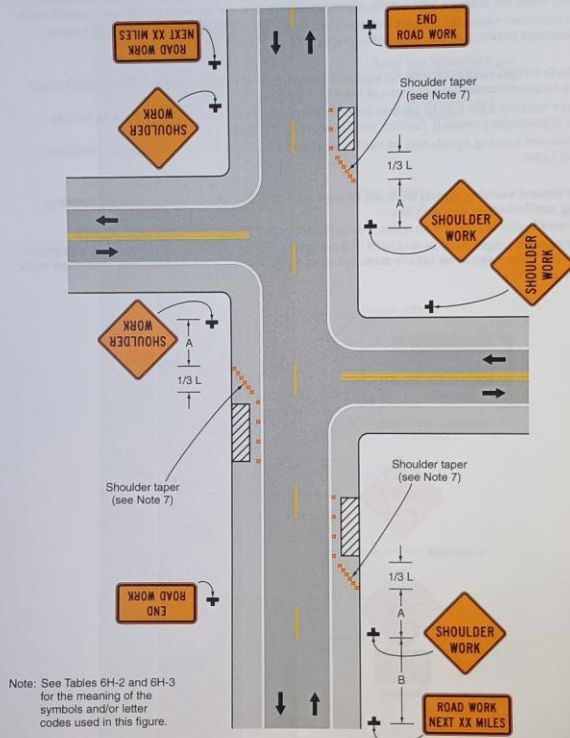 ROAD WORK
NEXT XX MILES
END
ROAD WORK
Shoulder taper
(see Note 7)
SHOULDER
WORK
1/3 L
A
SHOULDER
WORK
SHOULDER
WORK
SHOULDER
WORK
A
1/3 L
Shoulder taper
(see Note 7)
Shoulder taper
(see Note 7)
1/3 L
A
END
ROAD WORK
SHOULDER
WORK
B
Note: See Tables 6H-2 and 6H-3
for the meaning of the
symbols and/or letter
codes used in this figure.
ROAD WORK
NEXT XX MILES